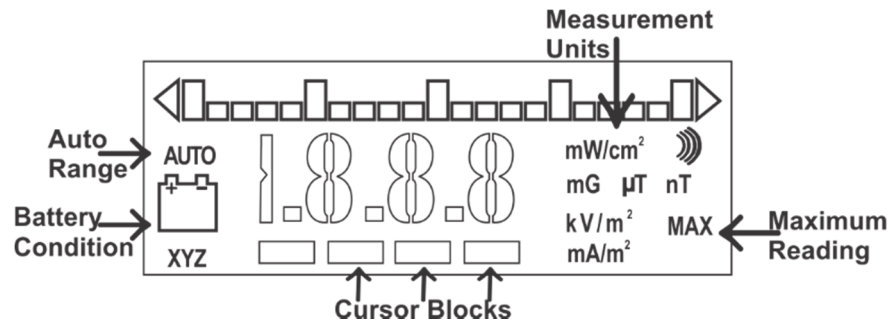 Measurement
Units
Auto
Range
AUTO
1.8.8.8
mW/cm²
mG µT nT
Battery
Condition
kV/m²
MAX
Maximum
Reading
XYZ
mA/m²
Cursor Blocks